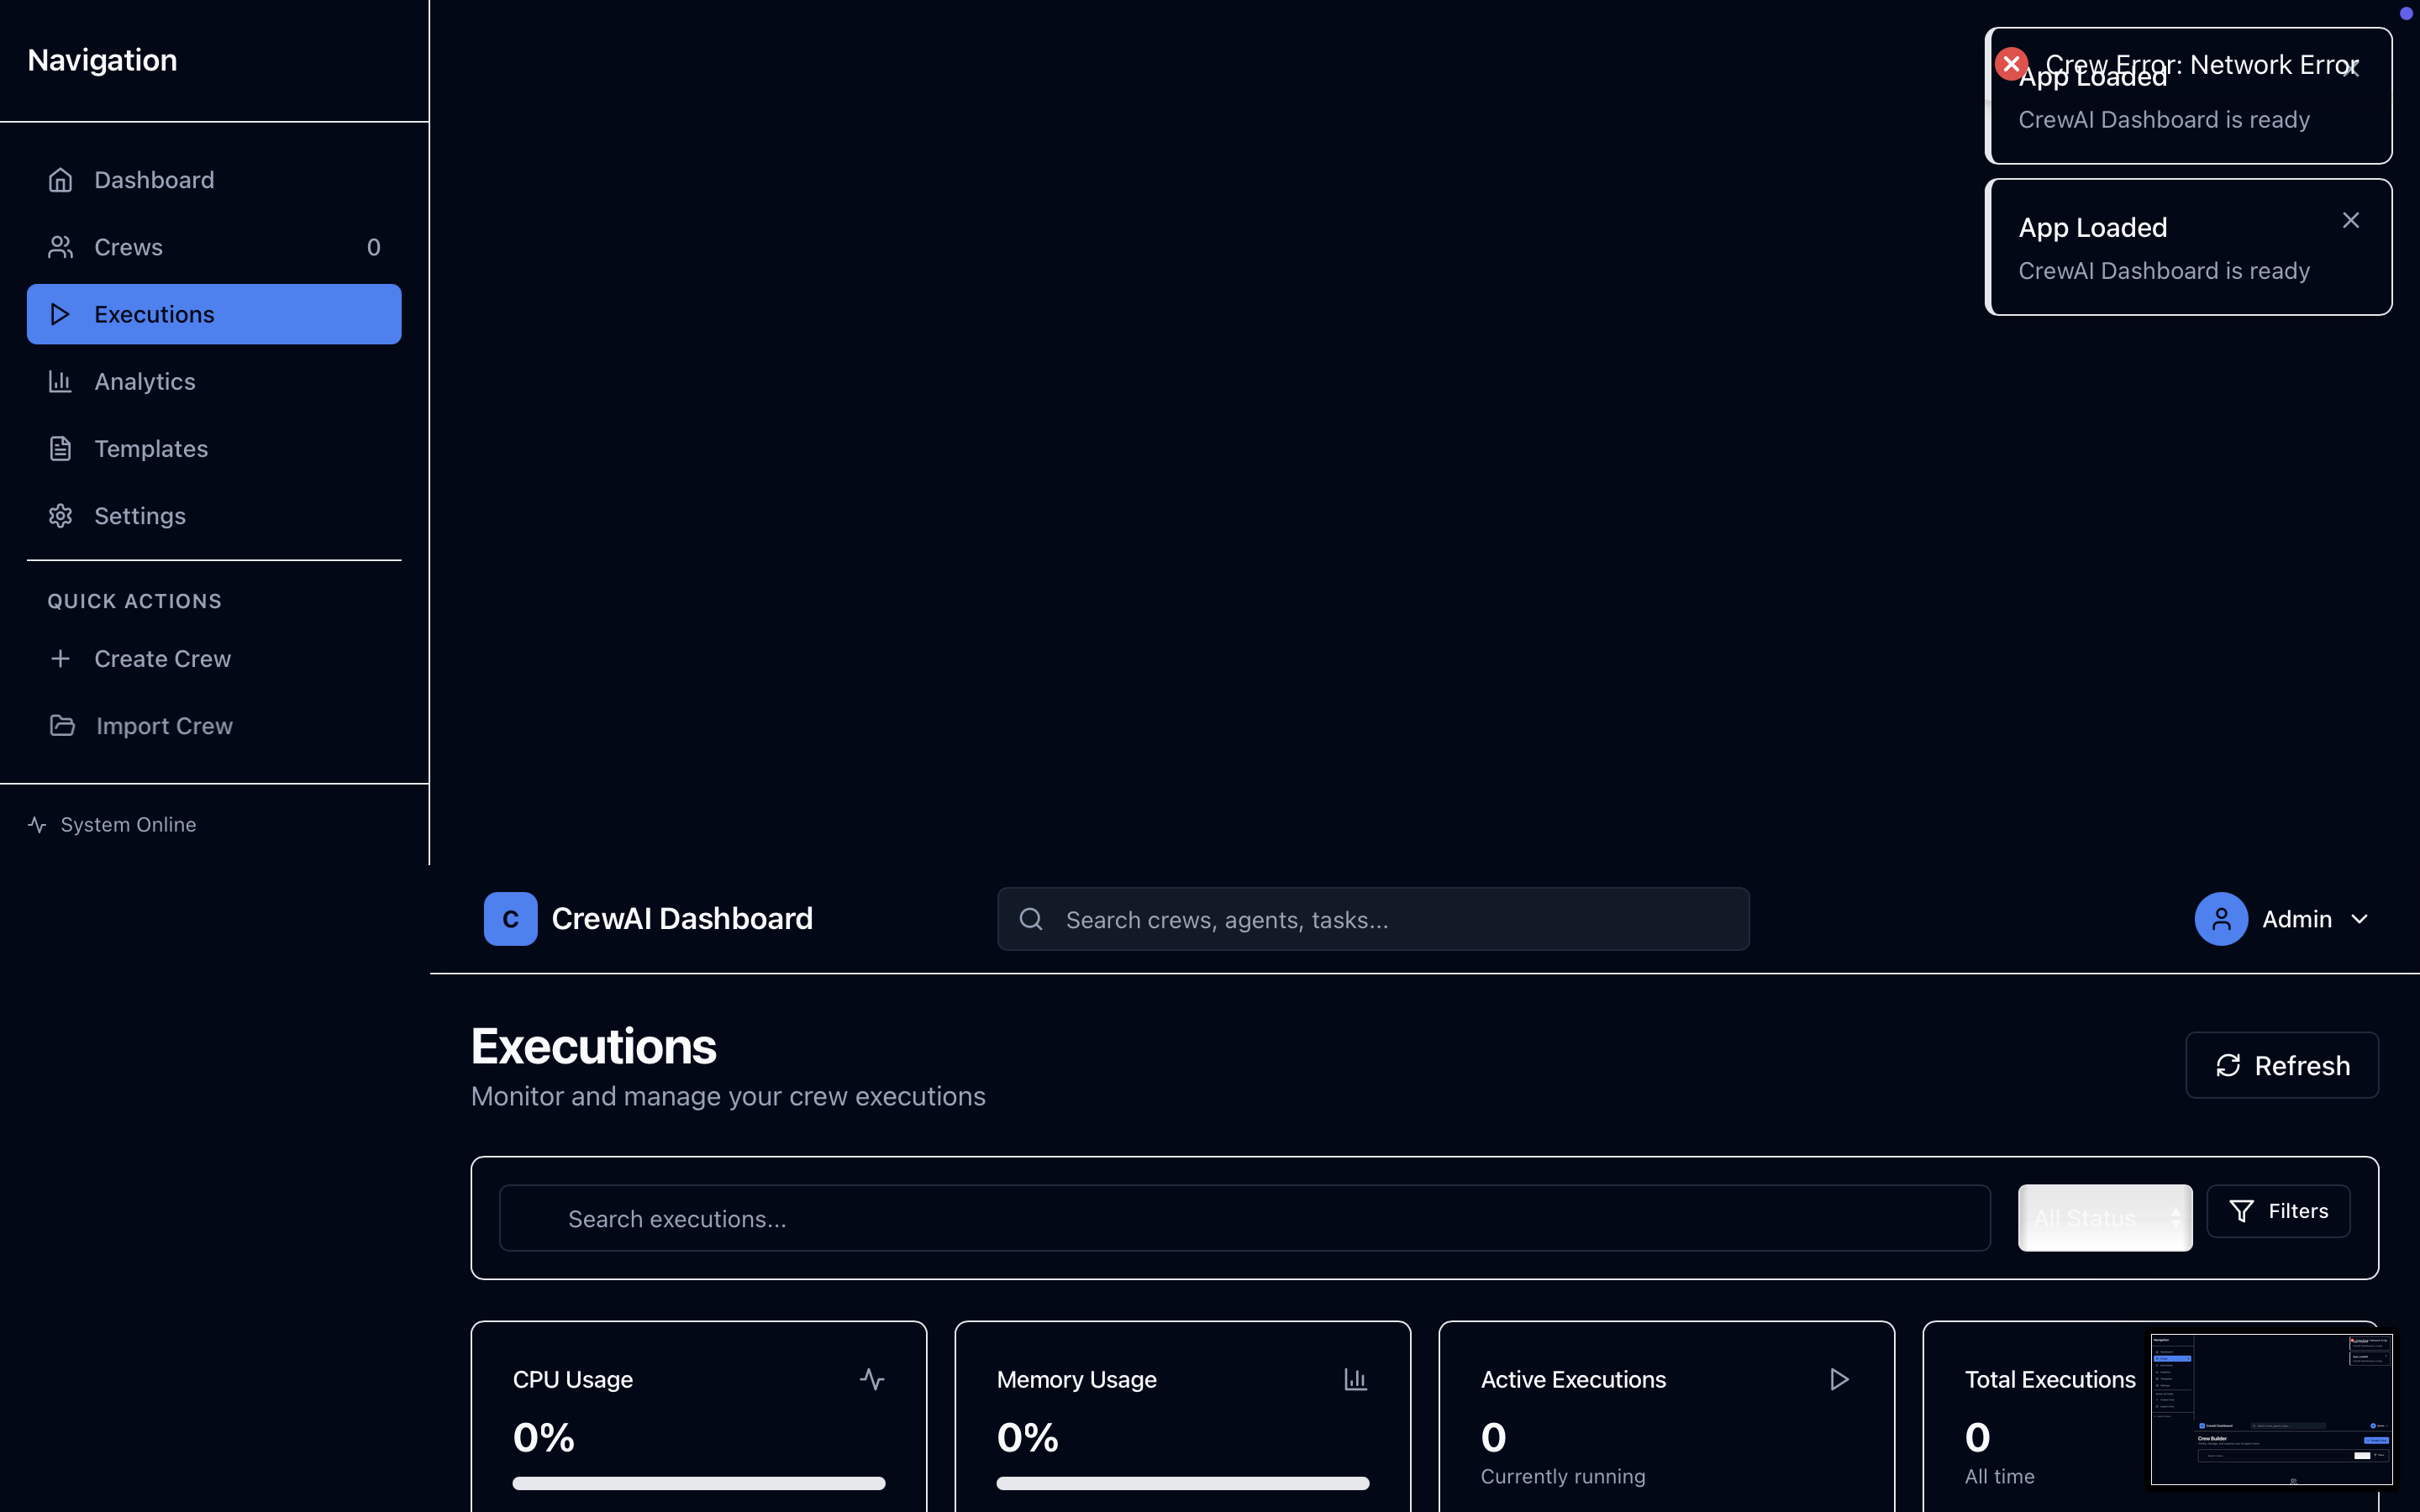 Navigation
Dashboard
Crews 0
Executions
Analytics
Templates
Settings
QUICK ACTIONS
Create Crew
Import Crew
System Online
Crew Error: Network Error
App Loaded
CrewAI Dashboard is ready
App Loaded
CrewAI Dashboard is ready
C CrewAI Dashboard
Search crews, agents, tasks...
Admin
Executions
Monitor and manage your crew executions
Refresh
Search executions...
All Status
Filters
CPU Usage
0%
Memory Usage
0%
Active Executions
0
Currently running
Total Executions
0
All time